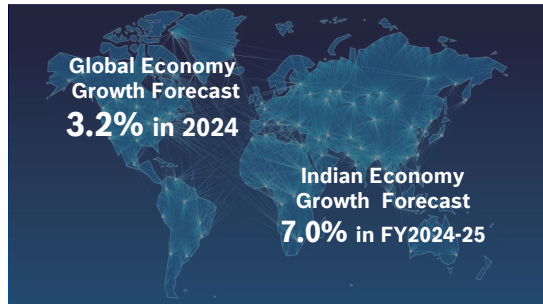 Global Economy
Growth Forecast
3.2% in 2024
Indian Economy
Growth Forecast
7.0% in FY2024-25